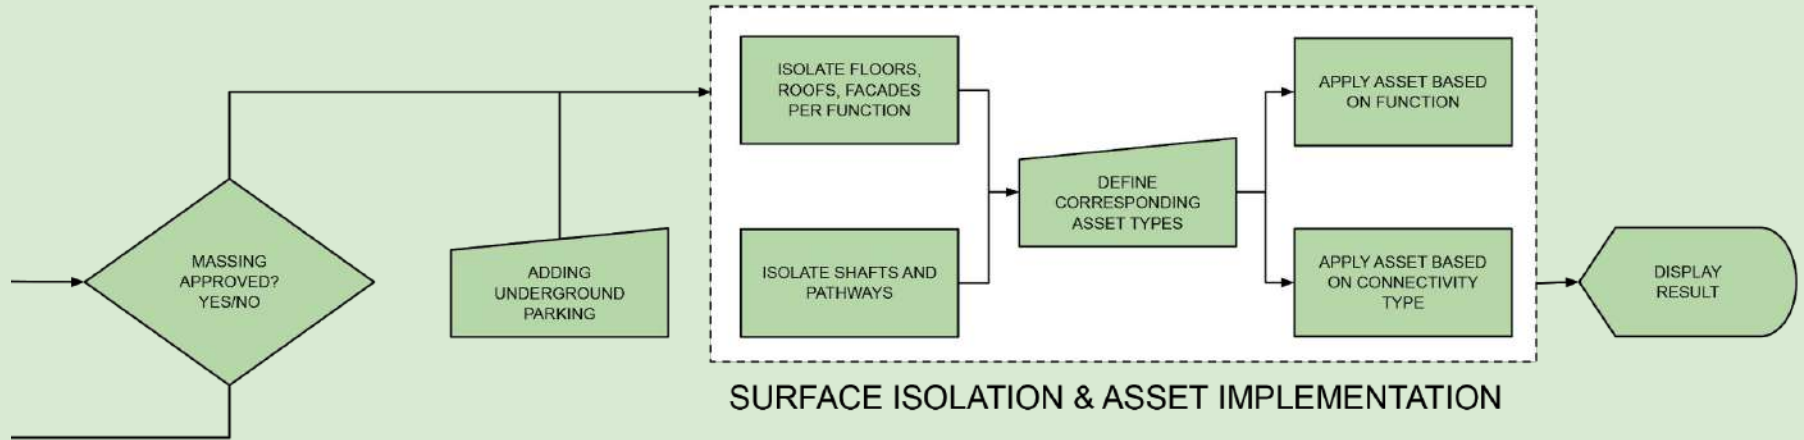 MASSING
APPROVED?
YES/NO
ADDING
UNDERGROUND
PARKING
ISOLATE FLOORS,
ROOFS, FACADES
PER FUNCTION
ISOLATE SHAFTS AND
PATHWAYS
DEFINE
CORRESPONDING
ASSET TYPES
APPLY ASSET BASED
ON FUNCTION
APPLY ASSET BASED
ON CONNECTIVITY
TYPE
DISPLAY
RESULT
SURFACE ISOLATION & ASSET IMPLEMENTATION